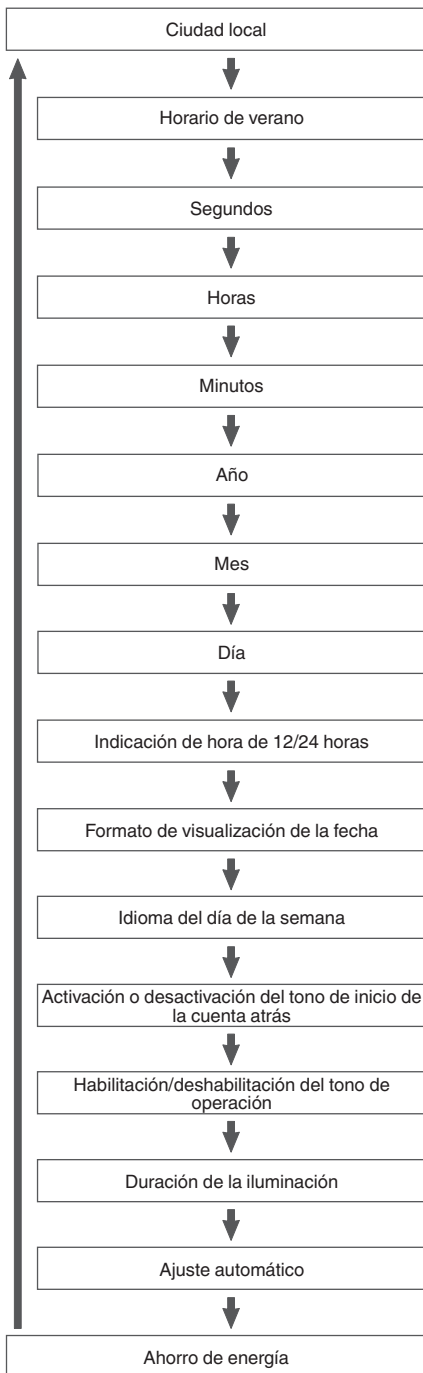 Ciudad local
Horario de verano
Segundos
Horas
Minutos
Año
Mes
Día
Indicación de hora de 12/24 horas
Formato de visualización de la fecha
Idioma del día de la semana
Activación o desactivación del tono de inicio de
la cuenta atrás
Habilitación/deshabilitación del tono de
operación
Duración de la iluminación
Ajuste automático
Ahorro de energía